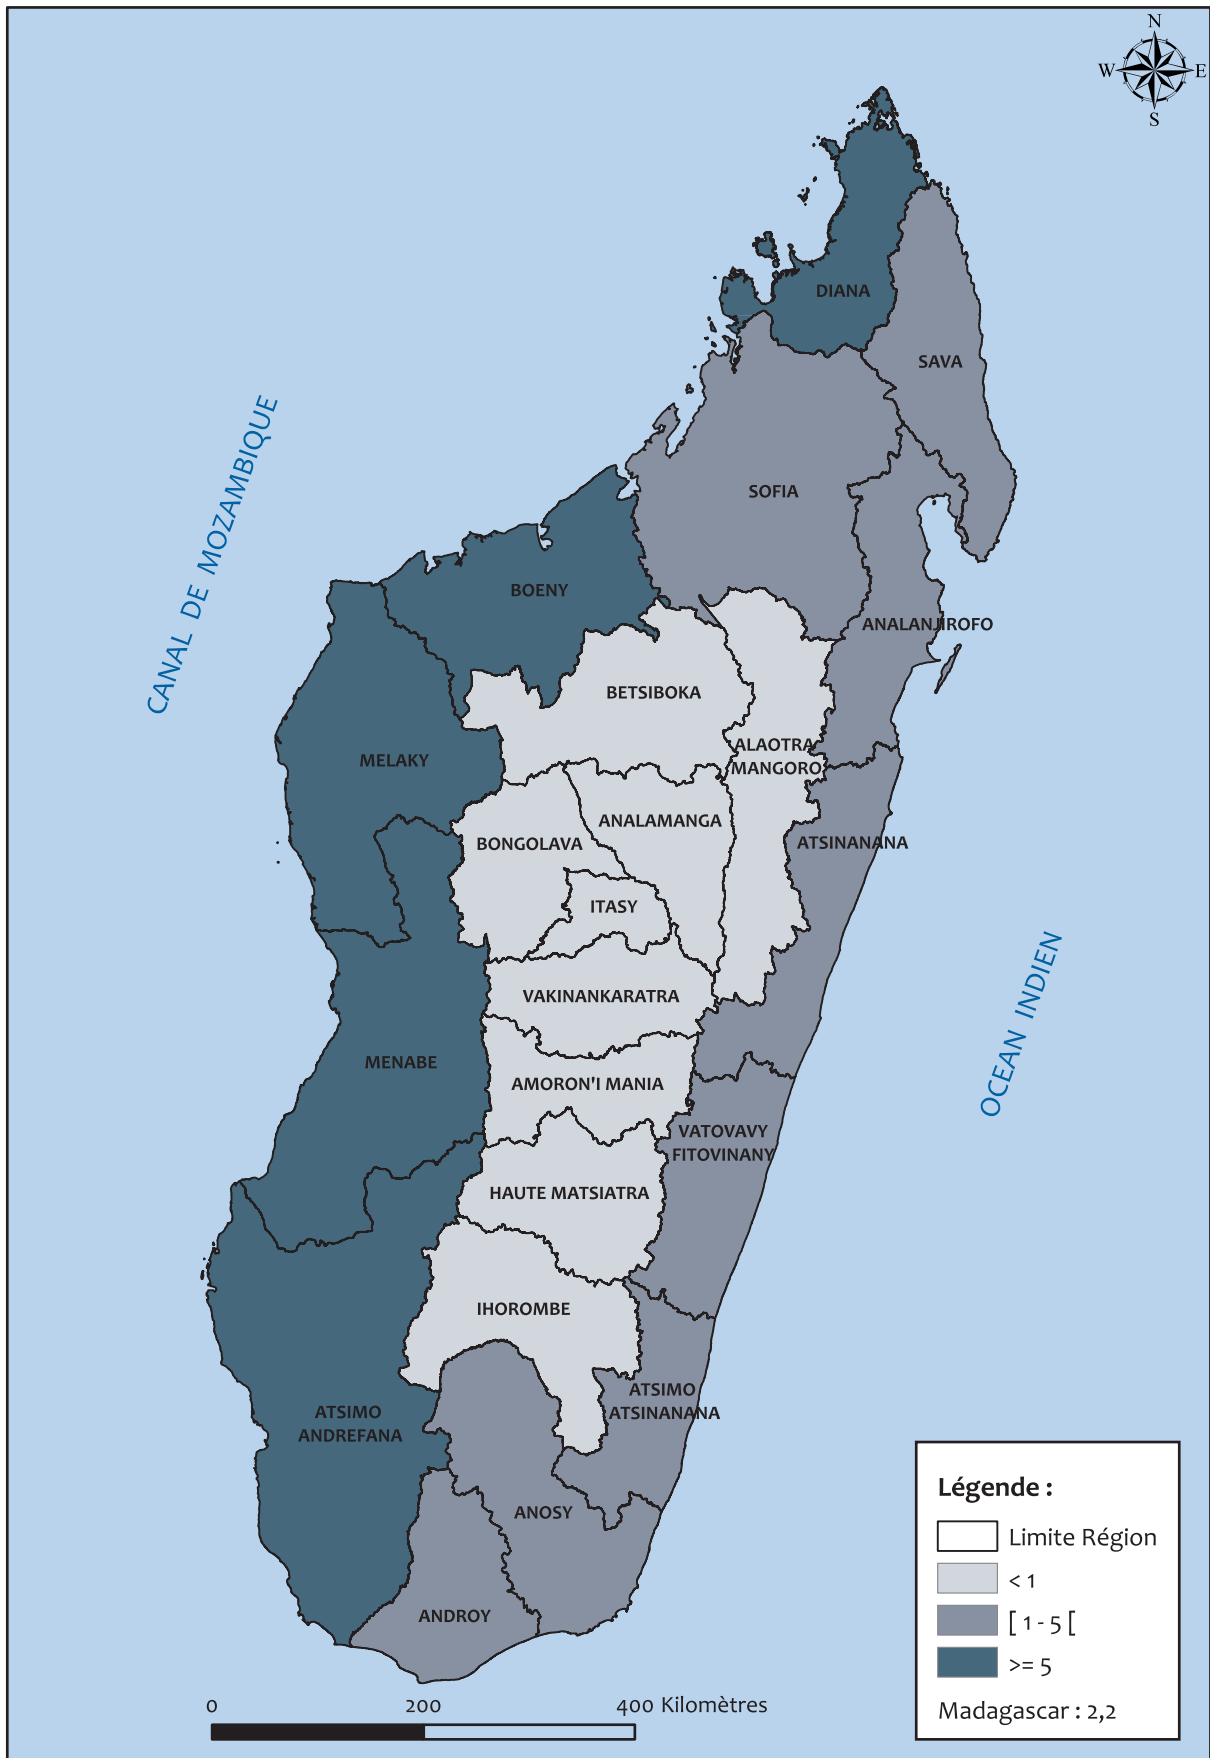 N
W E
S
DIANA
SAVA
CANAL DE MOZAMBIQUE
SOFIA
BOENY
ANALANJIROFO
BETSIBOKA
ALAOTRA
MANGORO
MELAKY
ANALAMANGA
BONGOLAVA
ATSINANANA
ITASY
VAKINANKARATRA
OCEAN INDIEN
MENABE
AMORON'I MANIA
VATOVAVY
FITOVINANY
HAUTE MATSIATRA
IHOROMBE
ATSIMO
ATSINANANA
ATSIMO
ANDREFANA
ANOSY
ANDROY
Légende :
Limite Région
< 1
[ 1 - 5 [
>= 5
Madagascar : 2,2
0 200 400 Kilomètres